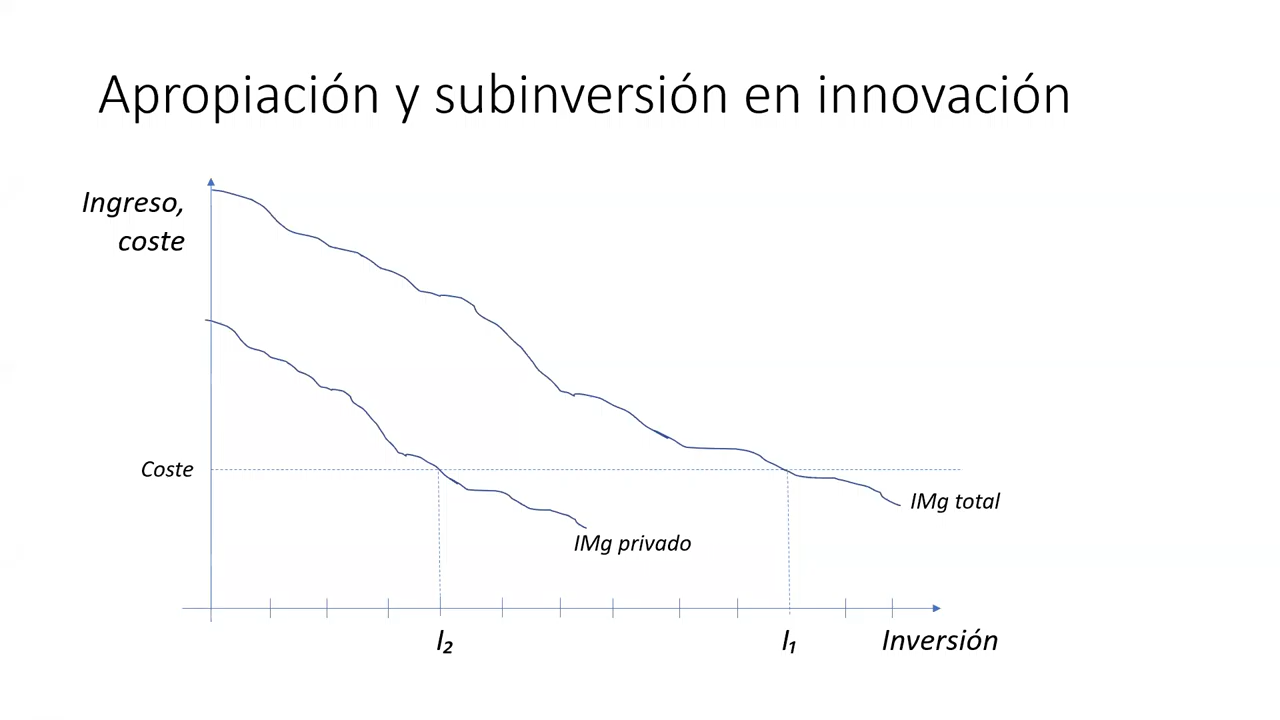 Apropiación y subinversión en innovación
Ingreso,
coste
Coste
IMg total
IMg privado
I₂
I₁
Inversión